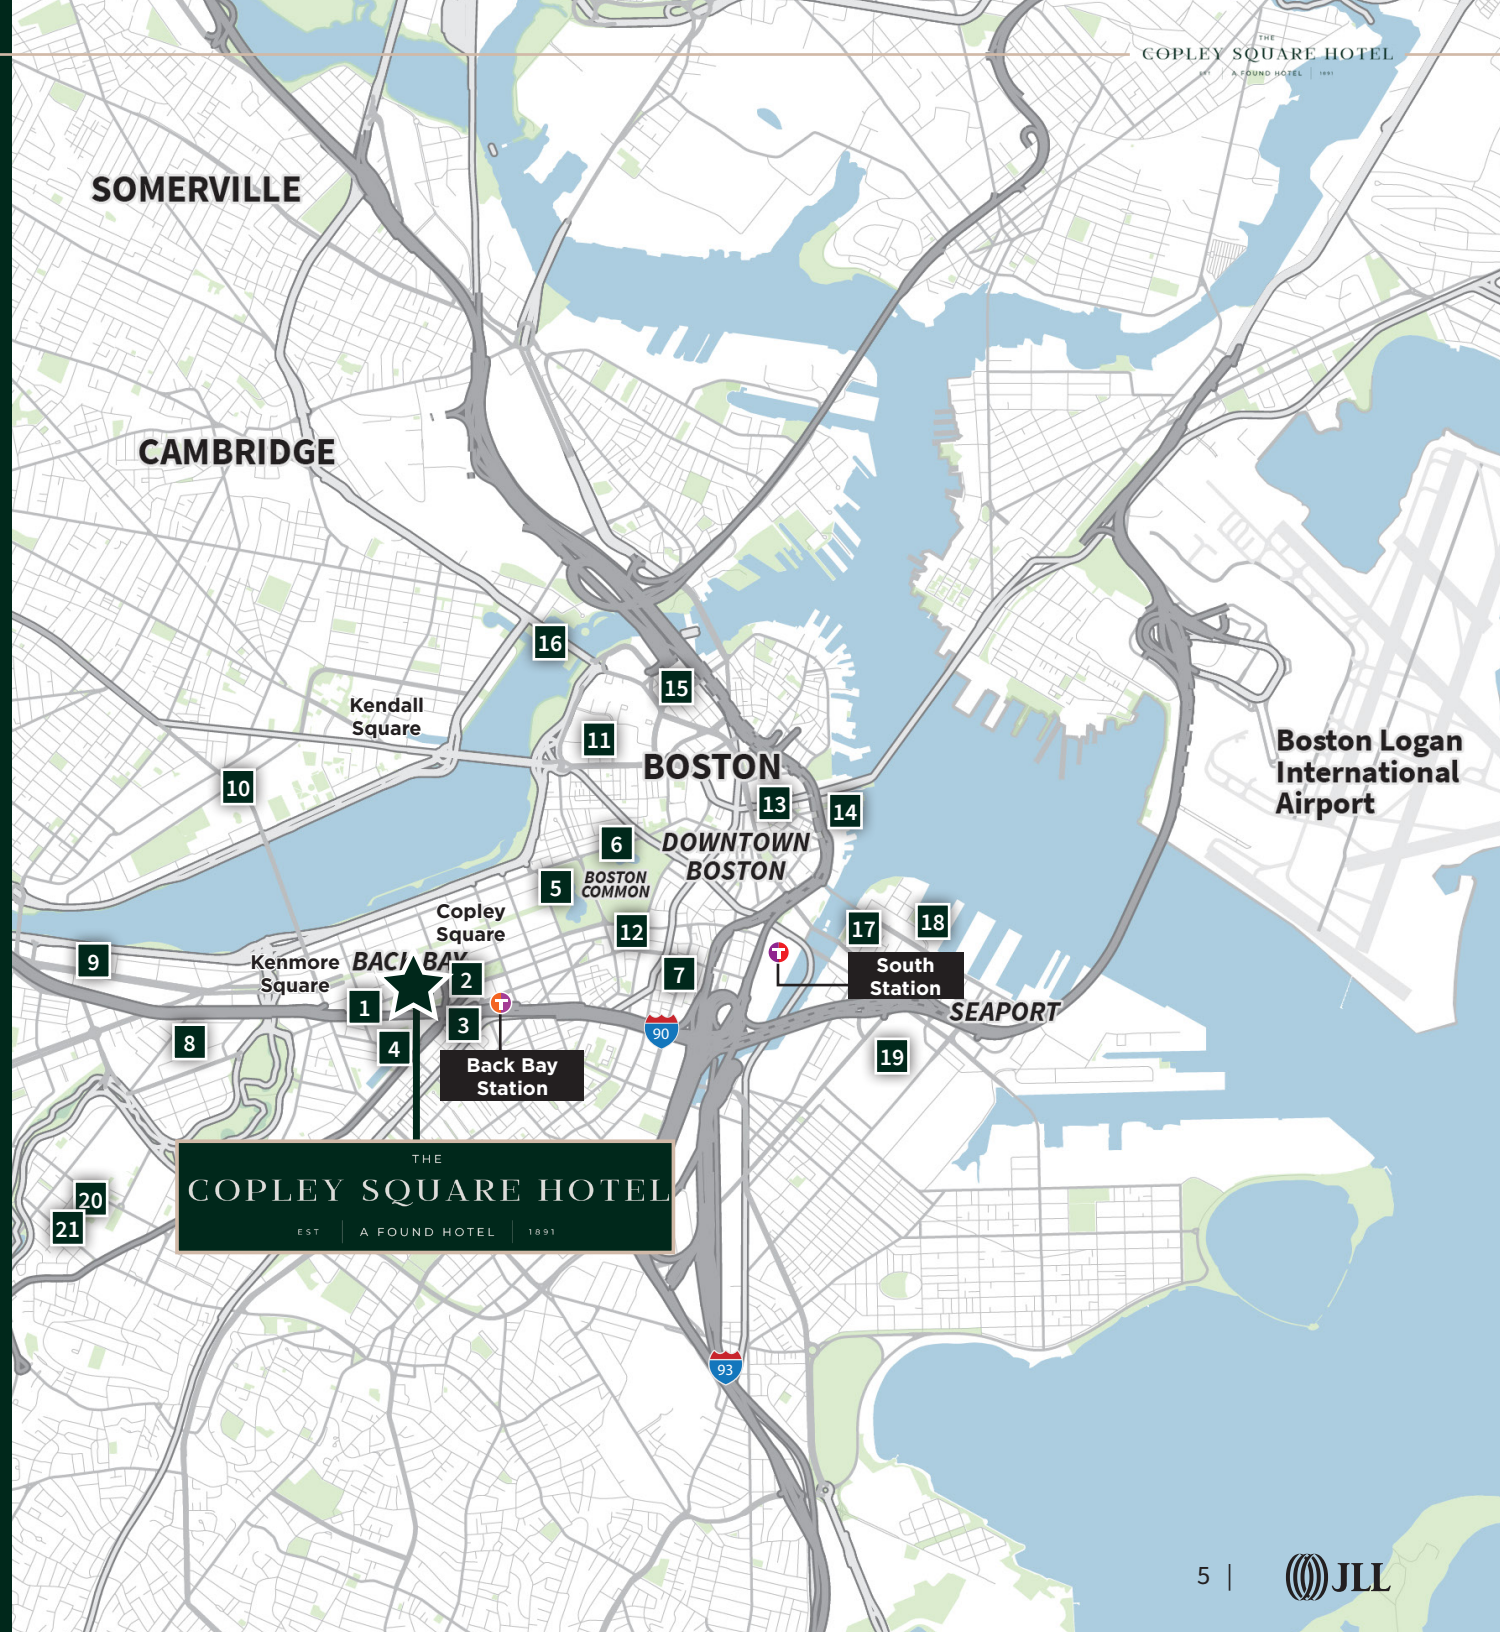 THE
COPLEY SQUARE HOTEL
EST | A FOUND HOTEL | 1891
SOMERVILLE
CAMBRIDGE
16
15
Kendall
Square
11
BOSTON
Boston Logan
International
Airport
10
13
14
6
DOWNTOWN
BOSTON
5
BOSTON
COMMON
Copley
Square
12
17
18
9
Kenmore
Square
BACK BAY
2
7
T
South
Station
1
T
SEAPORT
3
90
8
4
19
Back Bay
Station
THE
COPLEY SQUARE HOTEL
EST | A FOUND HOTEL | 1891
20
21
93
5 |
JLL